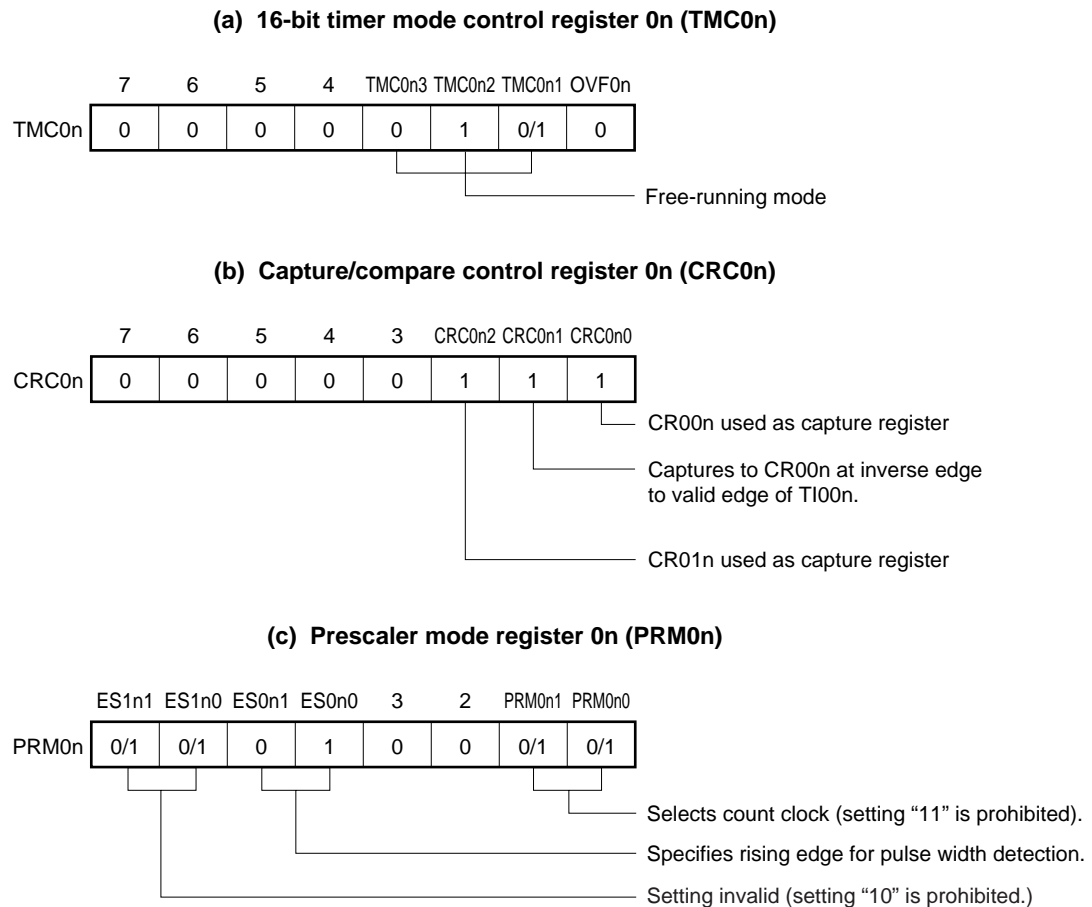 (a) 16-bit timer mode control register 0n (TMC0n)
7 6 5 4 TMC0n3 TMC0n2 TMC0n1 OVF0n
TMC0n 0 0 0 0 0 1 0/1 0
Free-running mode
(b) Capture/compare control register 0n (CRC0n)
7 6 5 4 3 CRC0n2 CRC0n1 CRC0n0
CRC0n 0 0 0 0 0 1 1 1
CR00n used as capture register
Captures to CR00n at inverse edge
to valid edge of TI00n.
CR01n used as capture register
(c) Prescaler mode register 0n (PRM0n)
ES1n1 ES1n0 ES0n1 ES0n0 3 2 PRM0n1 PRM0n0
PRM0n 0/1 0/1 0 1 0 0 0/1 0/1
Selects count clock (setting “11” is prohibited).
Specifies rising edge for pulse width detection.
Setting invalid (setting “10” is prohibited.)